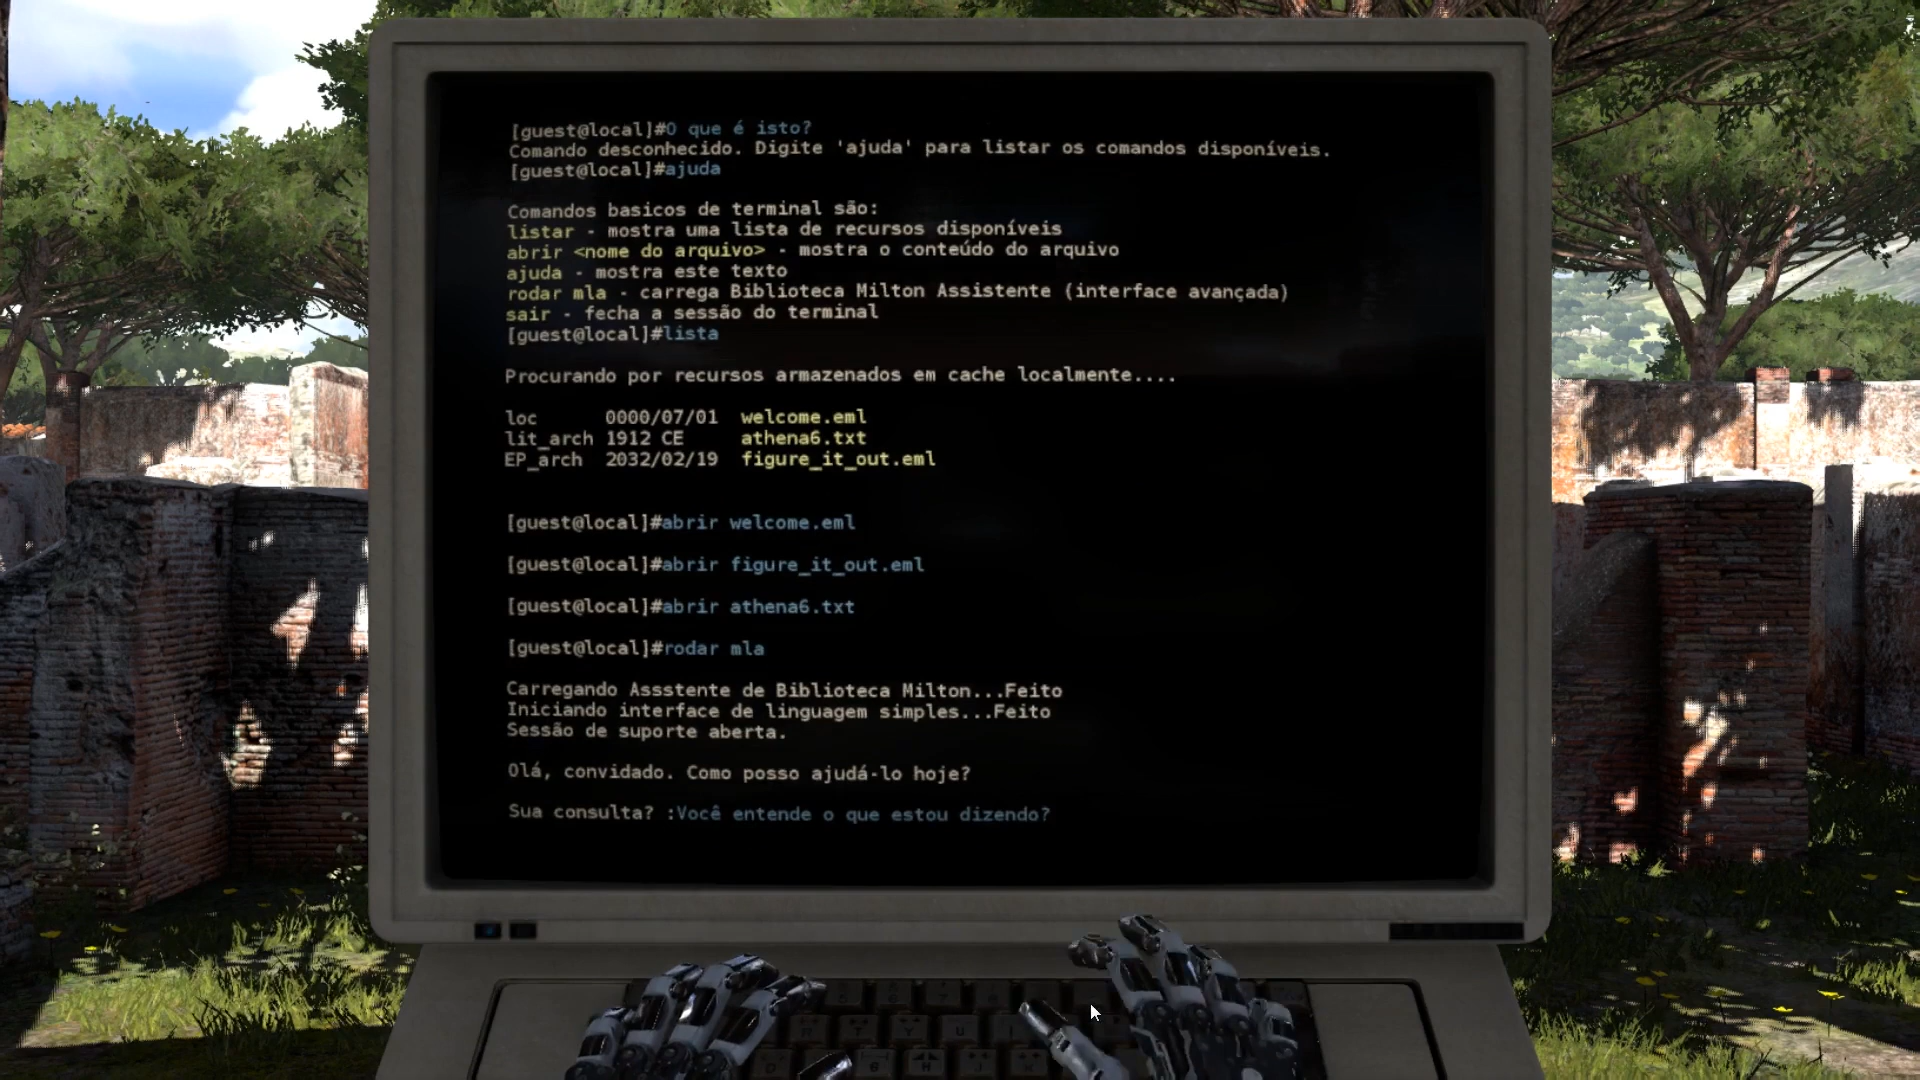 [guest@local]#O que é isto?
Comando desconhecido. Digite 'ajuda' para listar os comandos disponíveis.
[guest@local]#ajuda
Comandos basicos de terminal são:
listar - mostra uma lista de recursos disponíveis
abrir <nome do arquivo> - mostra o conteúdo do arquivo
ajuda - mostra este texto
rodar mla - carrega Biblioteca Milton Assistente (interface avançada)
sair - fecha a sessão do terminal
[guest@local]#lista
Procurando por recursos armazenados em cache localmente....
loc 0000/07/01 welcome.eml
lit_arch 1912 CE athena6.txt
EP_arch 2032/02/19 figure_it_out.eml
[guest@local]#abrir welcome.eml
[guest@local]#abrir figure_it_out.eml
[guest@local]#abrir athena6.txt
[guest@local]#rodar mla
Carregando Assstente de Biblioteca Milton...Feito
Iniciando interface de linguagem simples...Feito
Sessão de suporte aberta.
Olá, convidado. Como posso ajudá-lo hoje?
Sua consulta? :Você entende o que estou dizendo?